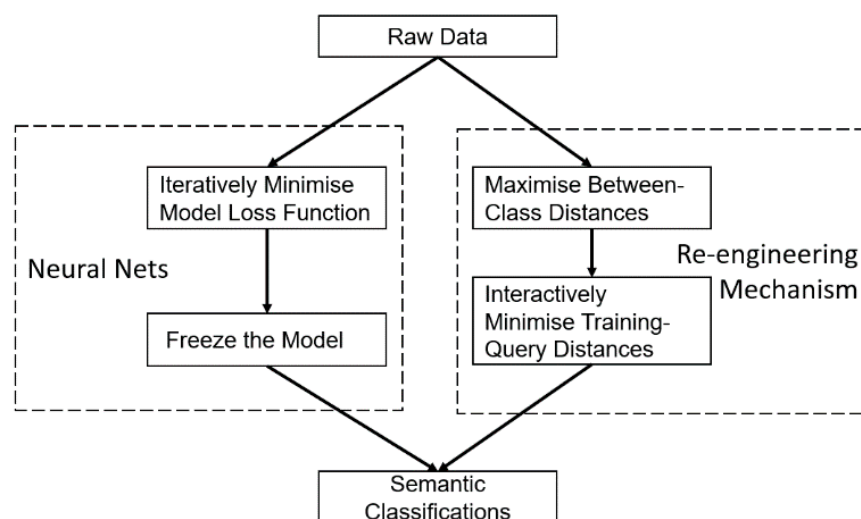 Raw Data
Iteratively Minimise
Model Loss Function
Neural Nets
Freeze the Model
Maximise Between-
Class Distances
Re-engineering
Mechanism
Interactively
Minimise Training-
Query Distances
Semantic
Classifications